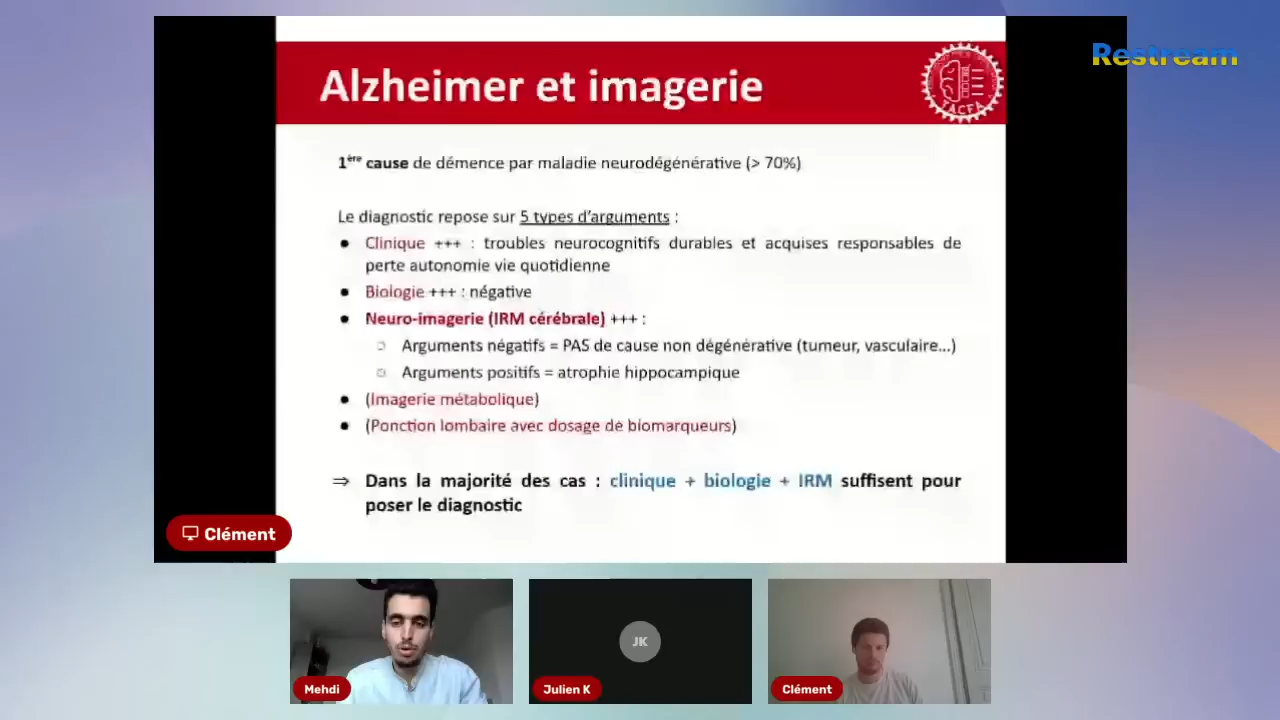 Restream
Alzheimer et imagerie
TACFA
1ère cause de démence par maladie neurodégénérative (> 70%)
Le diagnostic repose sur 5 types d'arguments :
● Clinique +++ : troubles neurocognitifs durables et acquises responsables de
perte autonomie vie quotidienne
● Biologie +++ : négative
● Neuro-imagerie (IRM cérébrale) +++ :
○ Arguments négatifs = PAS de cause non dégénérative (tumeur, vasculaire...)
○ Arguments positifs = atrophie hippocampique
● (Imagerie métabolique)
● (Ponction lombaire avec dosage de biomarqueurs)
⇒ Dans la majorité des cas : clinique + biologie + IRM suffisent pour
poser le diagnostic
Clément
JK
Mehdi
Julien K
Clément